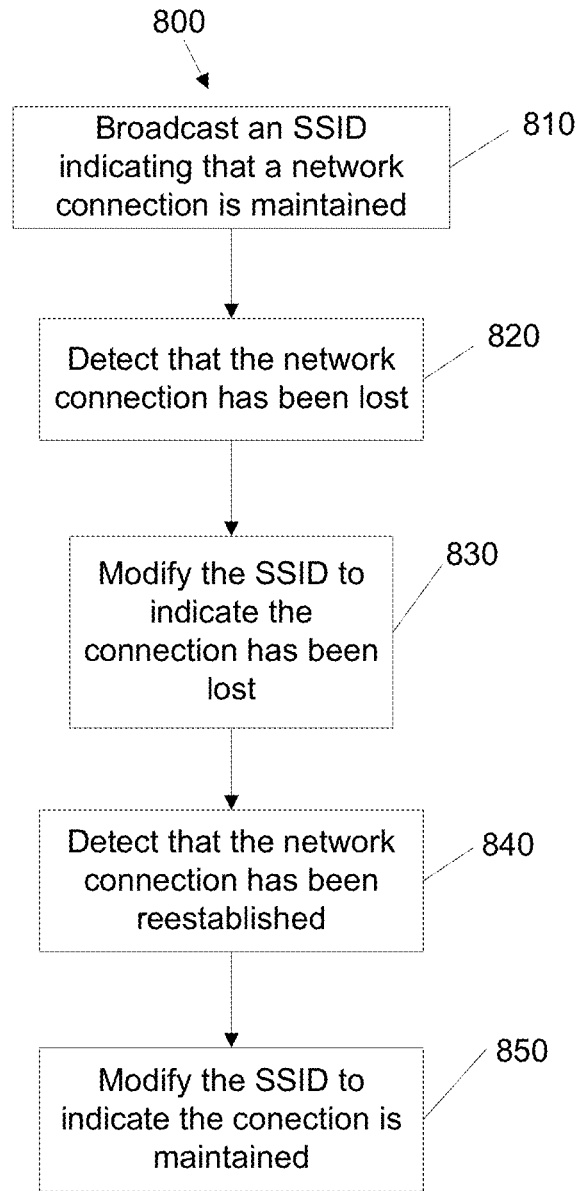 800
Broadcast an SSID
indicating that a network
connection is maintained
810
Detect that the network
connection has been lost
820
Modify the SSID to
indicate the
connection has been
lost
830
Detect that the network
connection has been
reestablished
840
Modify the SSID to
indicate the conection is
maintained
850